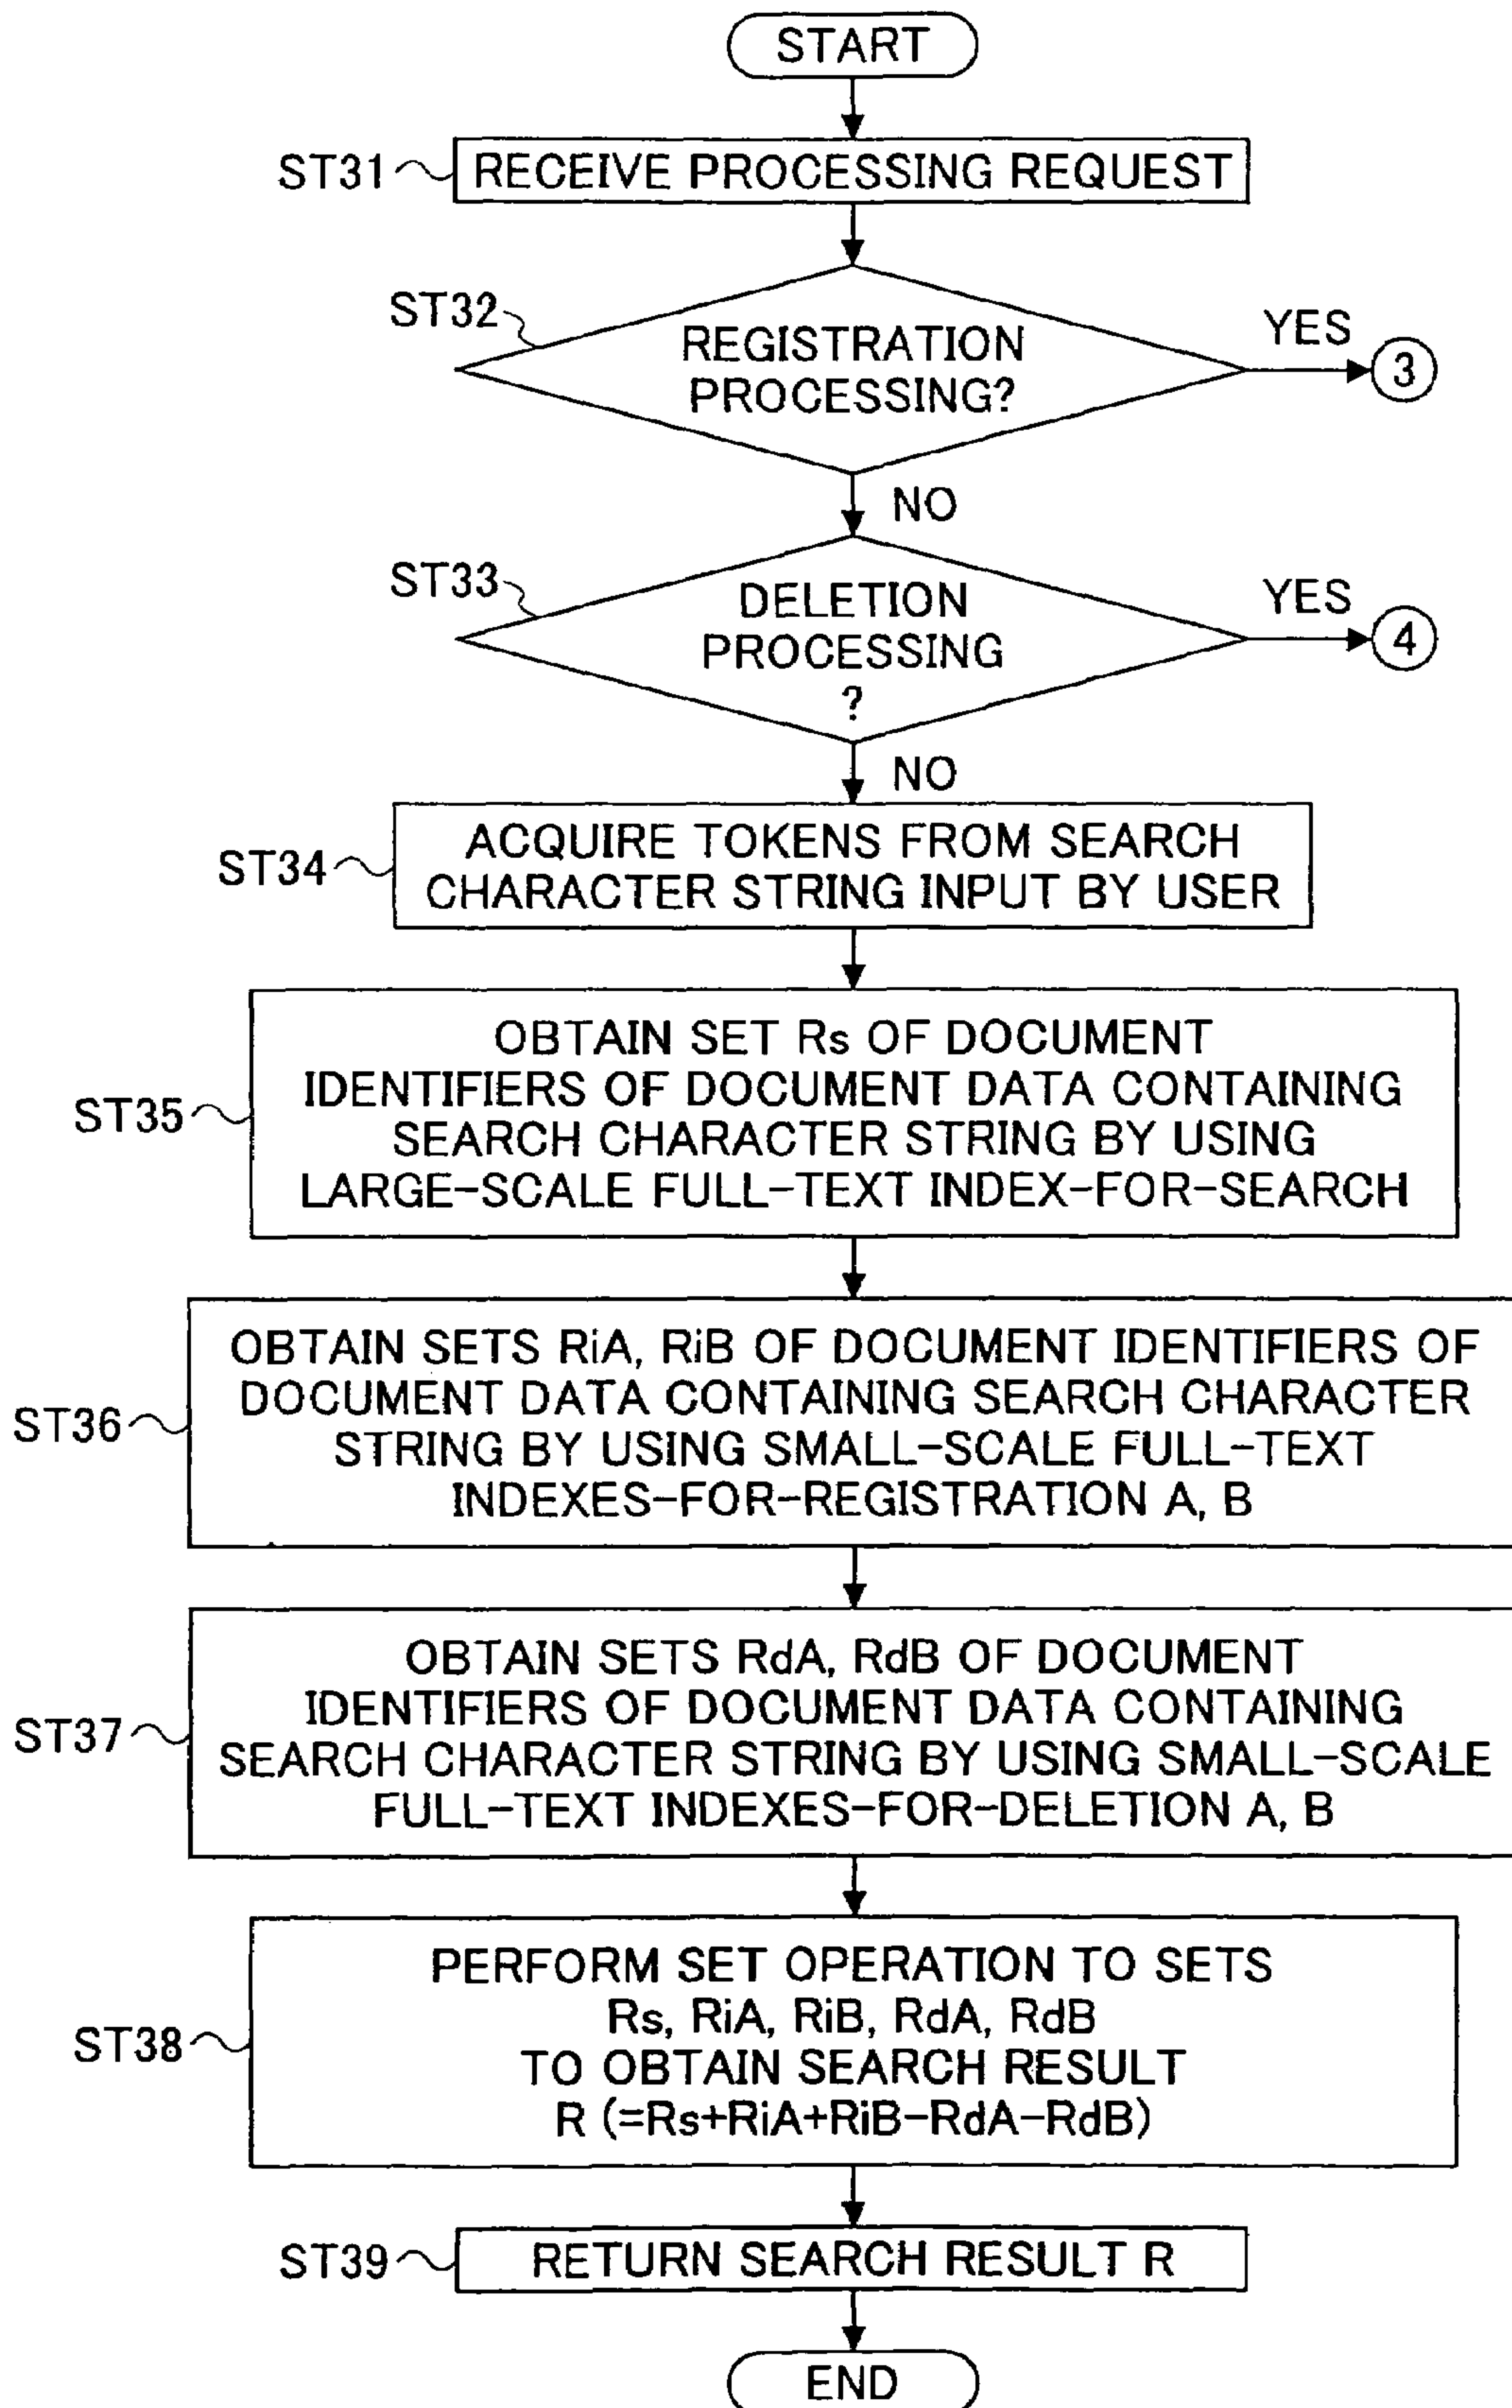 START
ST31
RECEIVE PROCESSING REQUEST
ST32
REGISTRATION
PROCESSING?
YES
3
NO
ST33
DELETION
PROCESSING
?
YES
4
NO
ST34
ACQUIRE TOKENS FROM SEARCH
CHARACTER STRING INPUT BY USER
ST35
OBTAIN SET Rs OF DOCUMENT
IDENTIFIERS OF DOCUMENT DATA CONTAINING
SEARCH CHARACTER STRING BY USING
LARGE-SCALE FULL-TEXT INDEX-FOR-SEARCH
ST36
OBTAIN SETS RiA, RiB OF DOCUMENT IDENTIFIERS OF
DOCUMENT DATA CONTAINING SEARCH CHARACTER
STRING BY USING SMALL-SCALE FULL-TEXT
INDEXES-FOR-REGISTRATION A, B
ST37
OBTAIN SETS RdA, RdB OF DOCUMENT
IDENTIFIERS OF DOCUMENT DATA CONTAINING
SEARCH CHARACTER STRING BY USING SMALL-SCALE
FULL-TEXT INDEXES-FOR-DELETION A, B
ST38
PERFORM SET OPERATION TO SETS
Rs, RiA, RiB, RdA, RdB
TO OBTAIN SEARCH RESULT
R (=Rs+RiA+RiB-RdA-RdB)
ST39
RETURN SEARCH RESULT R
END